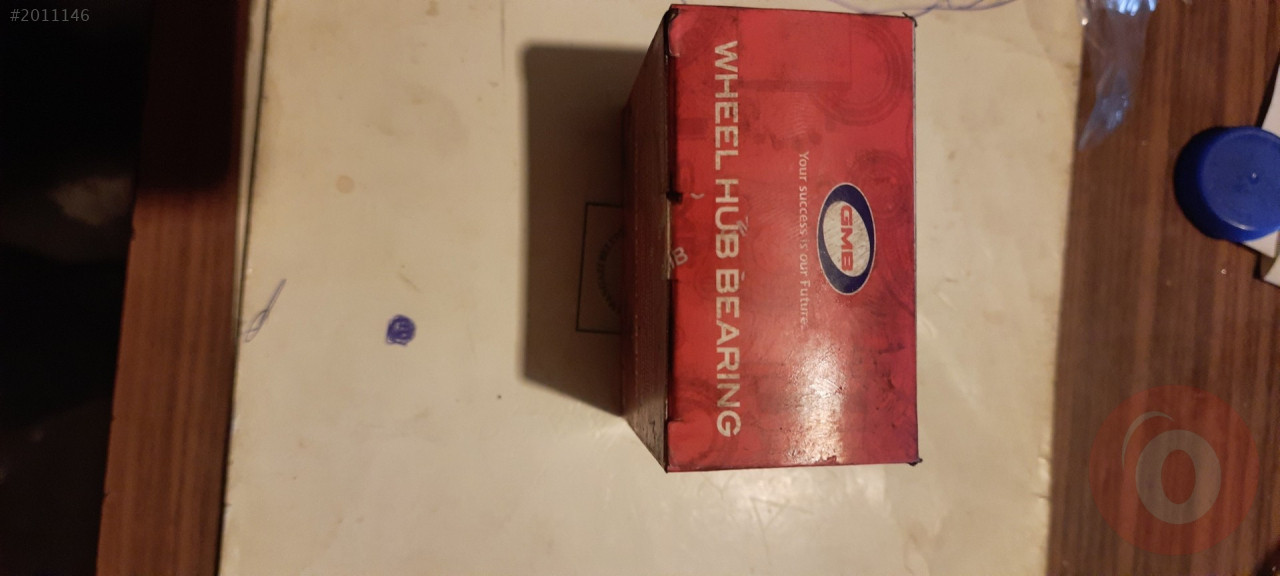 #2011146
GMB
Your success is our Future.
WHEEL HUB BEARING